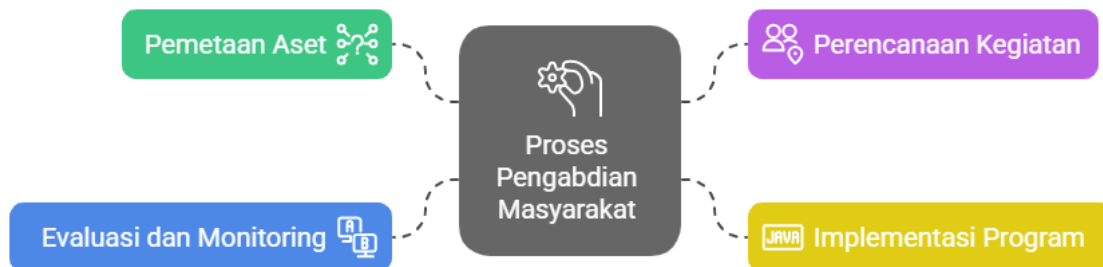 Pemetaan Aset
Perencanaan Kegiatan
Proses
Pengabdian
Masyarakat
Evaluasi dan Monitoring
A
B
JAVA
Implementasi Program